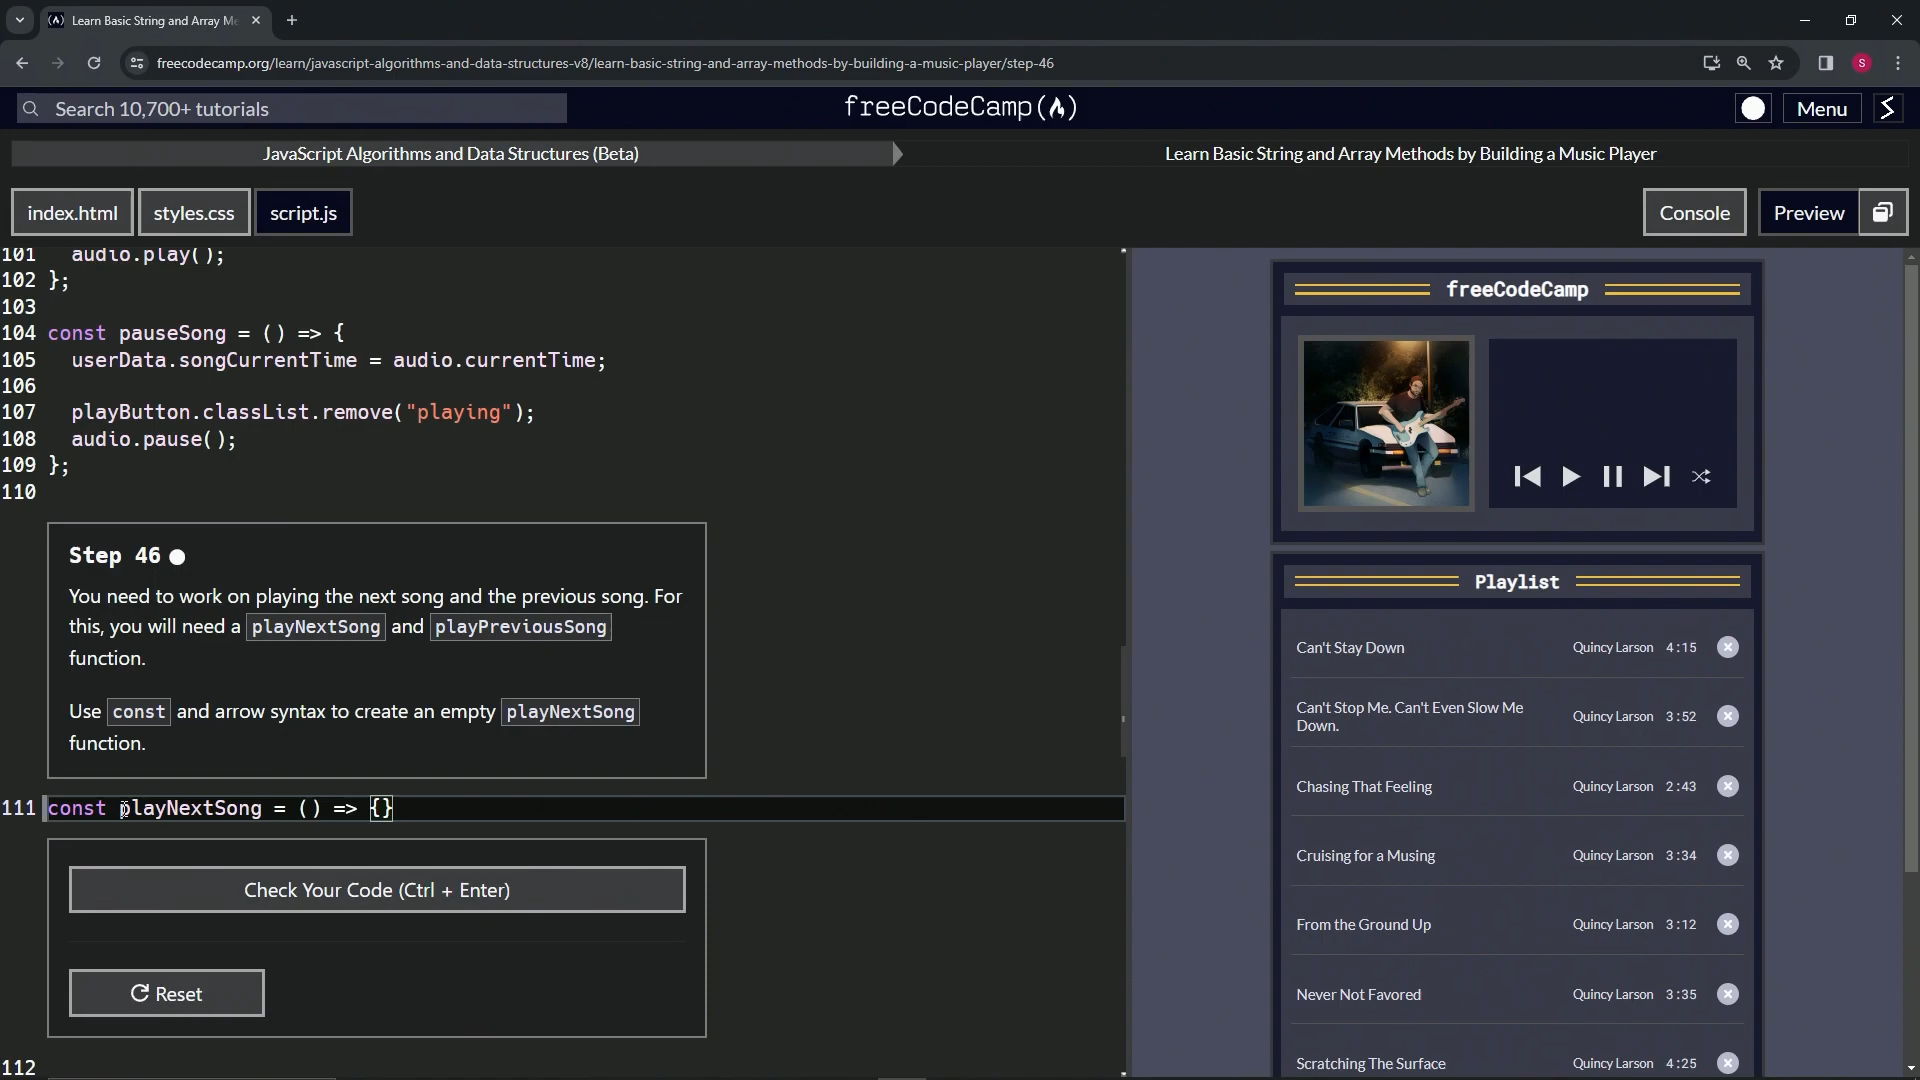 Learn Basic String and Array Me
freecodecamp.org/learn/javascript-algorithms-and-data-structures-v8/learn-basic-string-and-array-methods-by-building-a-music-player/step-46
S
Search 10,700+ tutorials
freeCodeCamp(🔥)
Menu
JavaScript Algorithms and Data Structures (Beta)
Learn Basic String and Array Methods by Building a Music Player
index.html
styles.css
script.js
Console
Preview
101   audio.play();
102 };
103
104 const pauseSong = () => {
105   userData.songCurrentTime = audio.currentTime;
106
107   playButton.classList.remove("playing");
108   audio.pause();
109 };
110
Step 46
You need to work on playing the next song and the previous song. For
this, you will need a playNextSong and playPreviousSong
function.
Use const and arrow syntax to create an empty playNextSong
function.
111 const playNextSong = () => {}
Check Your Code (Ctrl + Enter)
Reset
112
freeCodeCamp
Playlist
Can't Stay Down Quincy Larson 4:15
Can't Stop Me. Can't Even Slow Me
Down. Quincy Larson 3:52
Chasing That Feeling Quincy Larson 2:43
Cruising for a Musing Quincy Larson 3:34
From the Ground Up Quincy Larson 3:12
Never Not Favored Quincy Larson 3:35
Scratching The Surface Quincy Larson 4:25